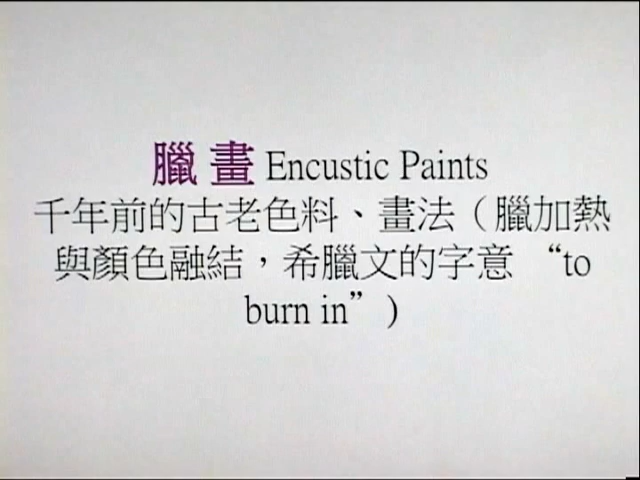 臘畫 Encustic Paints
千年前的古老色料、畫法（臘加熱
與顏色融結，希臘文的字意 “to
burn in”)